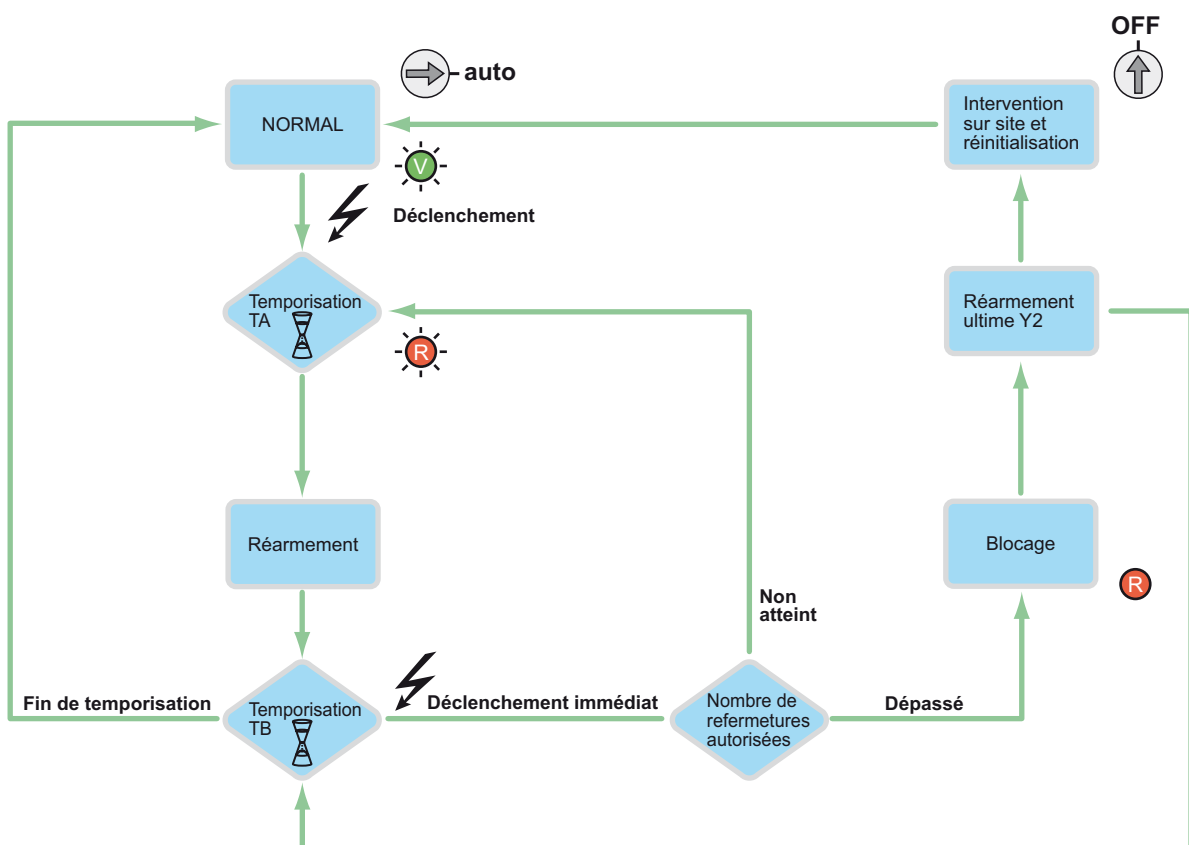 OFF
auto
NORMAL
Intervention
sur site et
réinitialisation
V
Déclenchement
Temporisation
TA
R
Réarmement
ultime Y2
Réarmement
Blocage
R
Non
atteint
Fin de temporisation
Temporisation
TB
Déclenchement immédiat
Nombre de
refermetures
autorisées
Dépassé